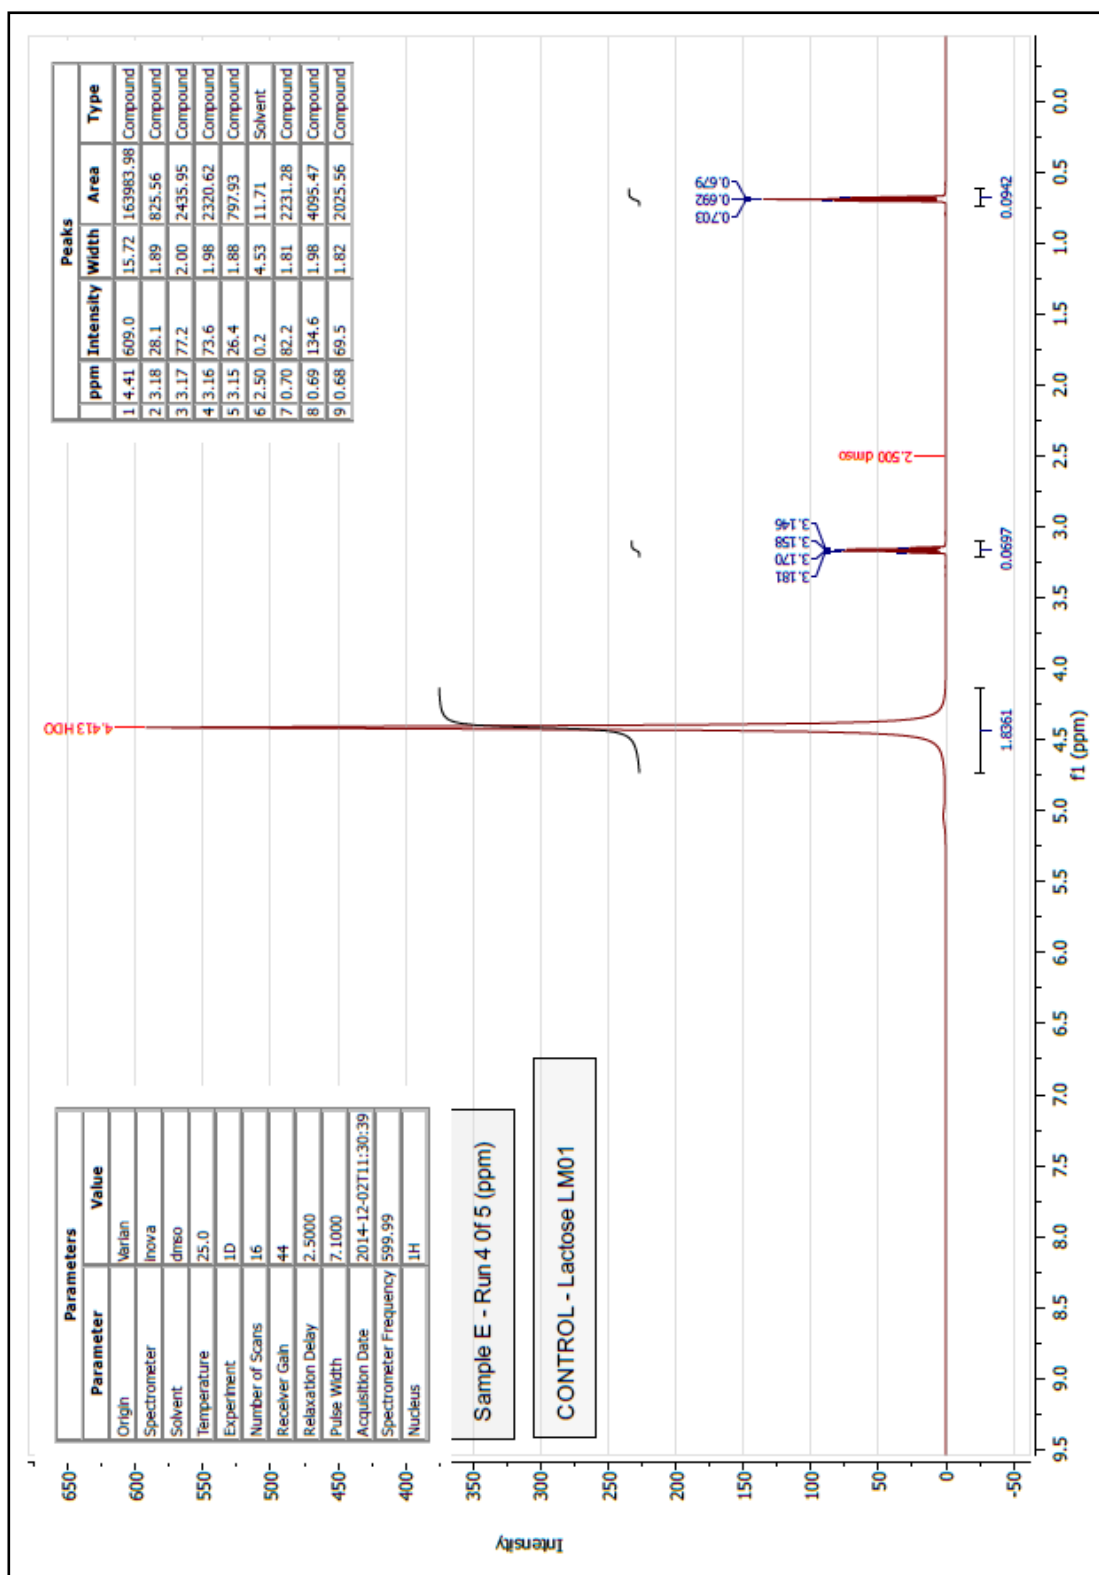 Parameters
Parameter Value
Origin Varian
Spectrometer inova
Solvent dmso
Temperature 25.0
Experiment 1D
Number of Scans 16
Receiver Gain 44
Relaxation Delay 2.5000
Pulse Width 7.1000
Acquisition Date 2014-12-02T11:30:39
Spectrometer Frequency 599.99
Nucleus 1H
Sample E - Run 4 0f 5 (ppm)
CONTROL - Lactose LM01
Peaks
ppm Intensity Width Area Type
1 4.41 609.0 15.72 163983.98 Compound
2 3.18 28.1 1.89 825.56 Compound
3 3.17 77.2 2.00 2435.95 Compound
4 3.16 73.6 1.98 2320.62 Compound
5 3.15 26.4 1.88 797.93 Compound
6 2.50 0.2 4.53 11.71 Solvent
7 0.70 82.2 1.81 2231.28 Compound
8 0.69 134.6 1.98 4095.47 Compound
9 0.68 69.5 1.82 2025.56 Compound
4.413 HDO
3.181
3.170
3.158
3.146
2.500 dmso
0.703
0.692
0.679
1.8361
0.0697
0.0942
650
600
550
500
450
400
350
300
250
200
150
100
50
0
-50
Intensity
9.5 9.0 8.5 8.0 7.5 7.0 6.5 6.0 5.5 5.0 4.5 4.0 3.5 3.0 2.5 2.0 1.5 1.0 0.5 0.0
f1 (ppm)